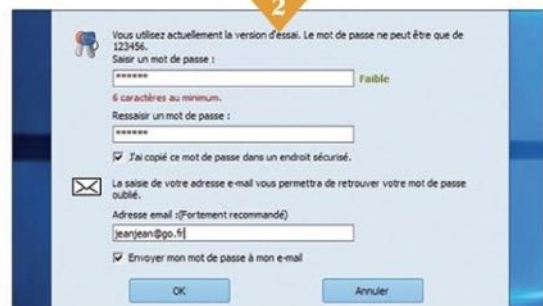 2
Vous utilisez actuellement la version d'essai. Le mot de passe ne peut être que de
123456.
Saisir un mot de passe :
******
Faible
6 caractères au minimum.
Ressaisir un mot de passe :
******
J'ai copié ce mot de passe dans un endroit sécurisé.
La saisie de votre adresse e-mail vous permettra de retrouver votre mot de passe
oublié.
Adresse email :(Fortement recommandé)
jeanjean@go.fr
Envoyer mon mot de passe à mon e-mail
OK
Annuler